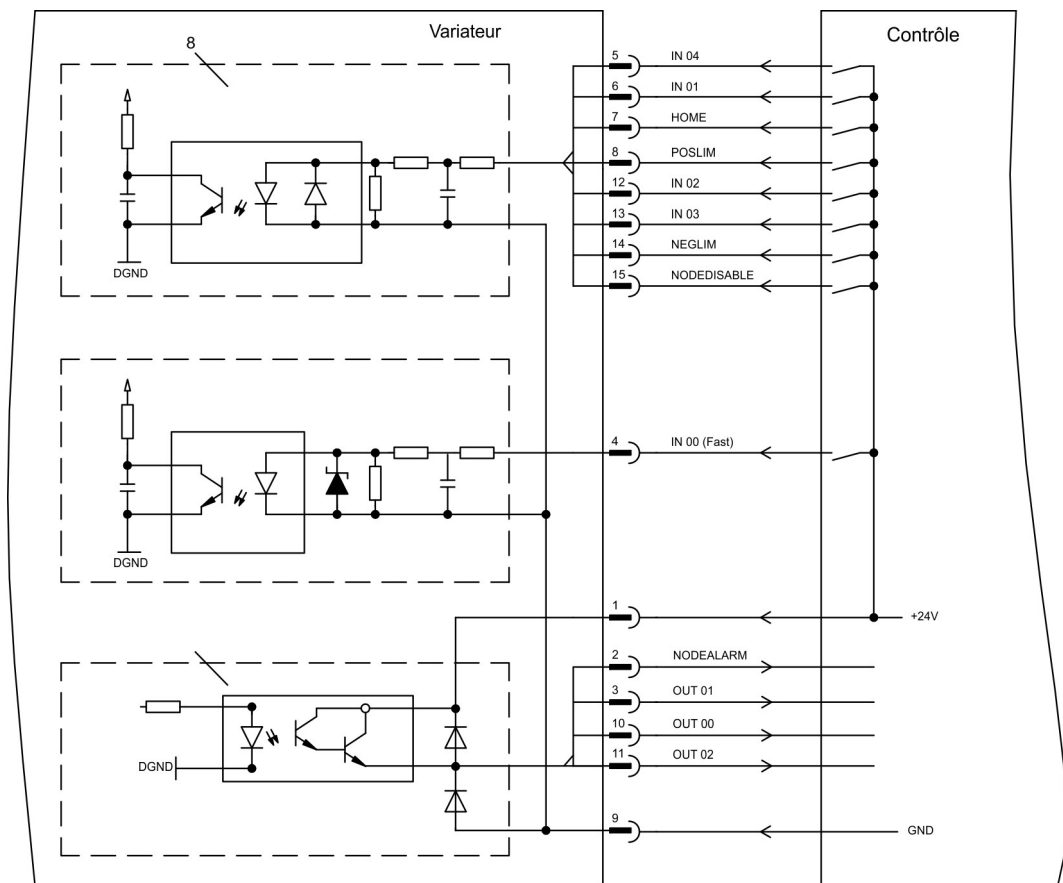 Variateur
Contrôle
8
5 IN 04
6 IN 01
7 HOME
8 POSLIM
12 IN 02
13 IN 03
14 NEGLIM
15 NODEDISABLE
DGND
4 IN 00 (Fast)
DGND
1 +24V
2 NODEALARM
3 OUT 01
10 OUT 00
11 OUT 02
DGND
9 GND